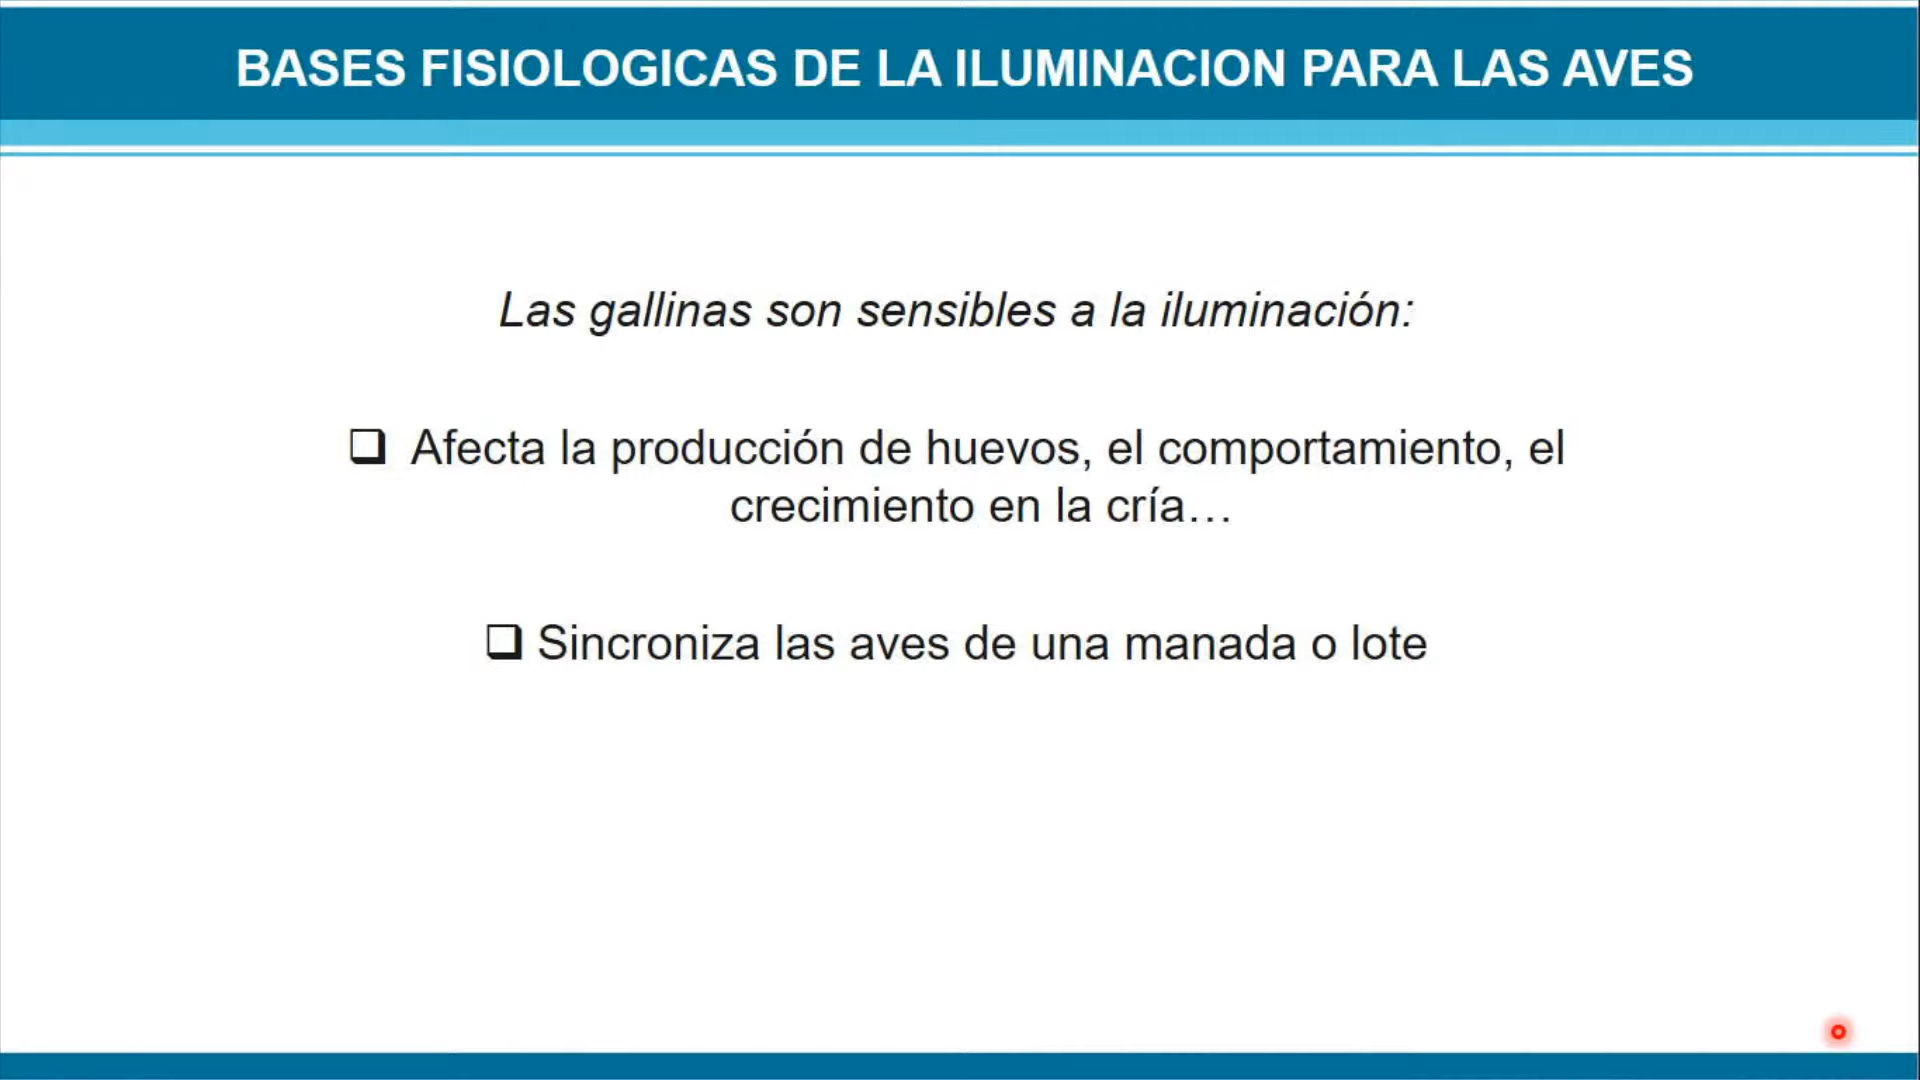 BASES FISIOLOGICAS DE LA ILUMINACION PARA LAS AVES
Las gallinas son sensibles a la iluminación:
❑ Afecta la producción de huevos, el comportamiento, el
crecimiento en la cría…
❑ Sincroniza las aves de una manada o lote